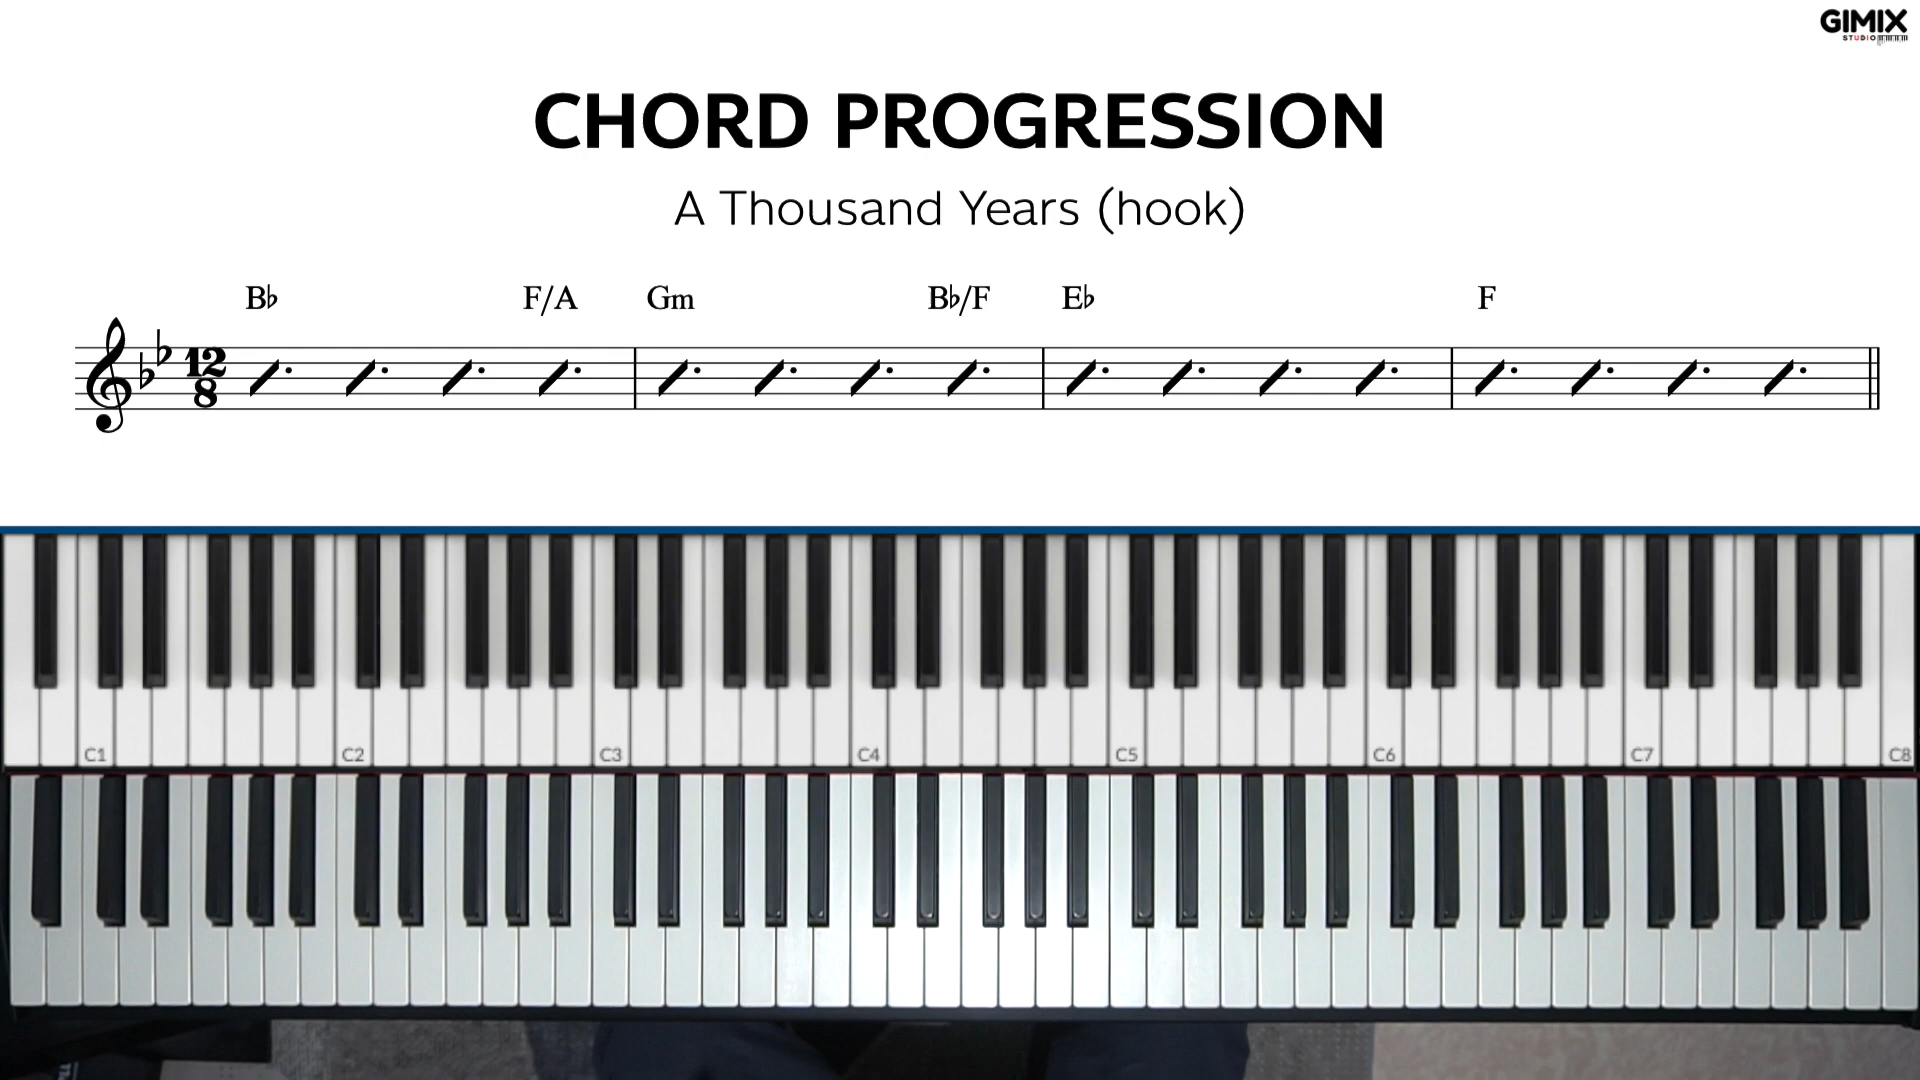 GIMIX
STUDIO
CHORD PROGRESSION
A Thousand Years (hook)
B♭ F/A Gm B♭/F E♭ F
12
8
C1 C2 C3 C4 C5 C6 C7 C8